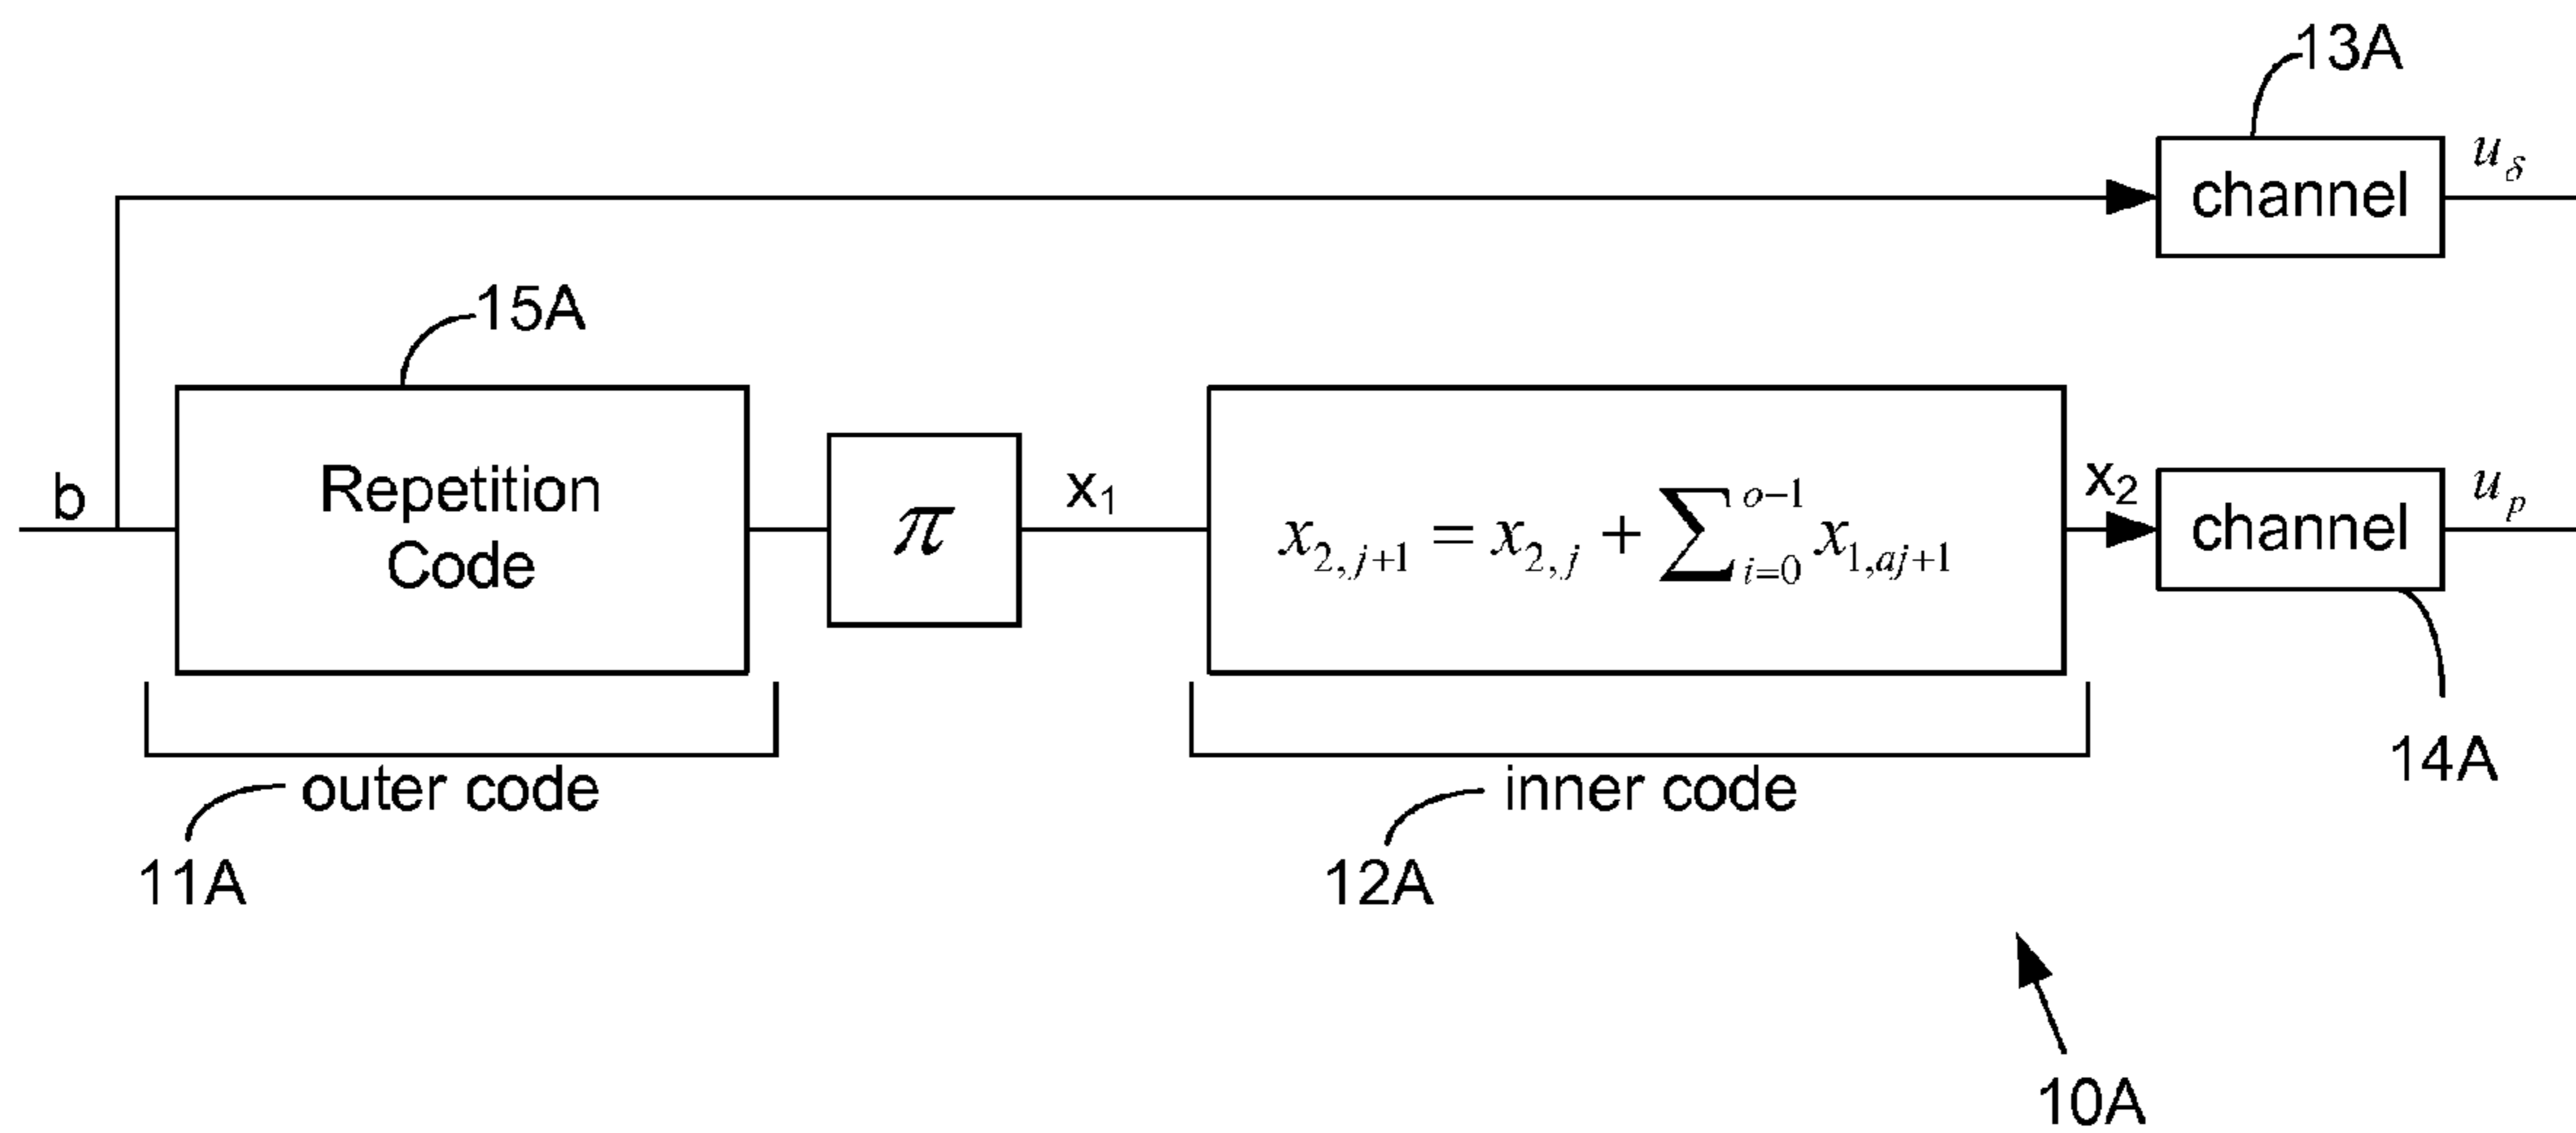 13A
channel
u_δ
15A
b
Repetition
Code
π
x₁
x_{2,j+1} = x_{2,j} + ∑_{i=0}^{o−1} x_{1,aj+1}
x₂
channel
u_p
outer code
inner code
14A
11A
12A
10A